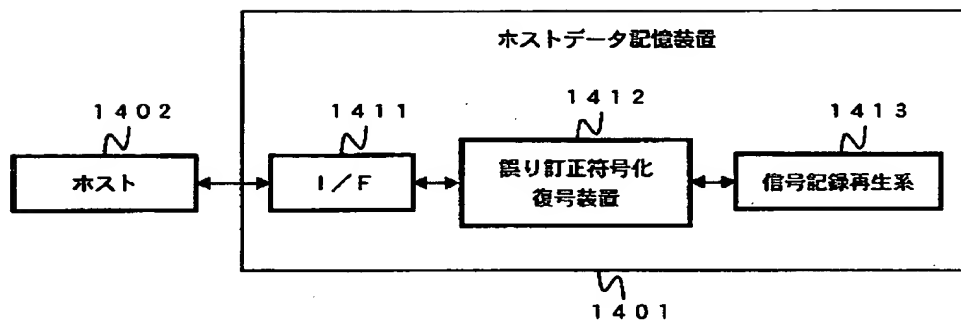 ホストデータ記憶装置
1402
1411
1412
1413
ホスト
I/F
誤り訂正符号化
復号装置
信号記録再生系
1401